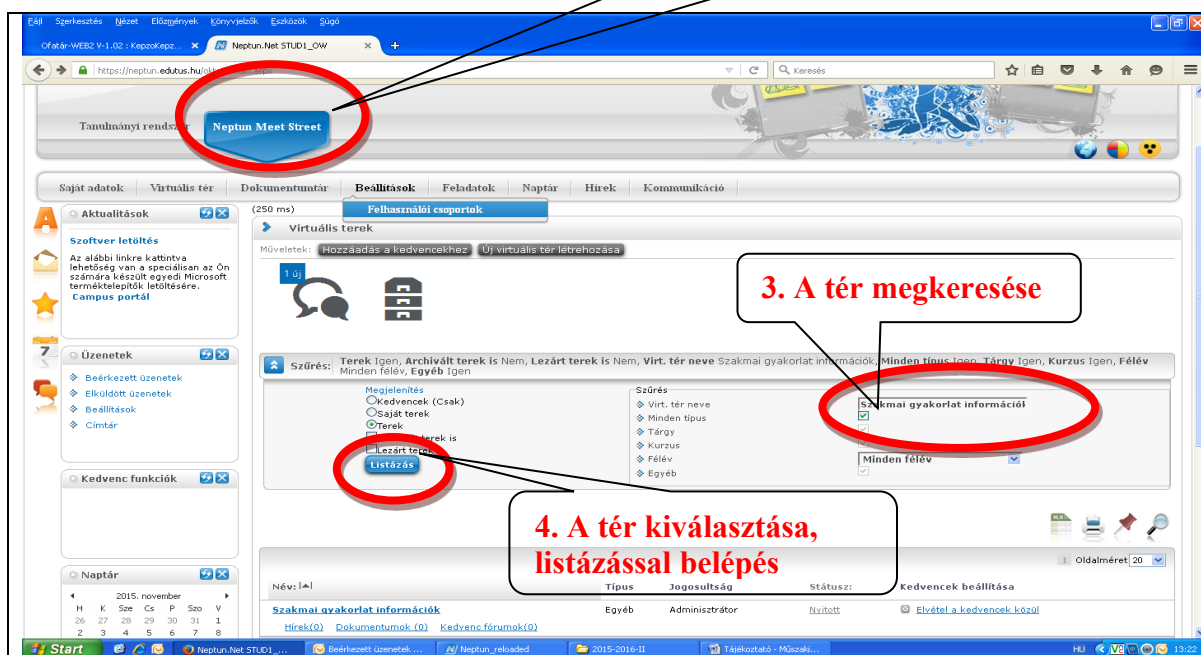 Fájl Szerkesztés Nézet Előzmények Könyvjelzők Eszközök Súgó
Ofatár-WEB2 V-1.02 : KepzoKepz... Neptun.Net STUD1_OW
https://neptun.edutus.hu/ Keresés
Tanulmányi rendszer Neptun Meet Street
Saját adatok Virtuális tér Dokumentumtár Beállítások Feladatok Naptár Hírek Kommunikáció
Felhasználói csoportok
Aktualitások
(250 ms)
Virtuális terek
Szoftver letöltés
Műveletek: Hozzáadás a kedvencekhez Új virtuális tér létrehozása
Az alábbi linkre kattintva
lehetőség van a speciálisan az Ön
számára készült egyedi Microsoft
terméktelepítők letöltésére.
Campus portál
1 új
3. A tér megkeresése
7
Üzenetek
Beérkezett üzenetek
Elküldött üzenetek
Beállítások
Címtár
Szűrés: Terek Igen, Archivált terek is Nem, Lezárt terek is Nem, Virt. tér neve Szakmai gyakorlat információk, Minden típus Igen, Tárgy Igen, Kurzus Igen, Félév
Minden félév, Egyéb Igen
Megjelenítés
Kedvencek (Csak)
Saját terek
Terek
terek is
Lezárt terek
Listázás
Szűrés
Virt. tér neve Szakmai gyakorlat információk
Minden típus
Tárgy
Kurzus
Félév Minden félév
Egyéb
Kedvenc funkciók
4. A tér kiválasztása,
listázással belépés
XLS
1 Oldalméret 20
Naptár
2015. november
H K Sze Cs P Szo V
26 27 28 29 30 31 1
2 3 4 5 6 7 8
Név: Típus Jogosultság Státusz: Kedvencek beállítása
Szakmai gyakorlat információk Egyéb Adminisztrátor Nyitott Elvétel a kedvencek közül
Hírek(0) Dokumentumok (0) Kedvenc fórumok(0)
Start Neptun.Net STUD1_... Beérkezett üzenetek ... Neptun_reloaded 2015-2016-II Tájékoztató - Műszaki... HU 13:22